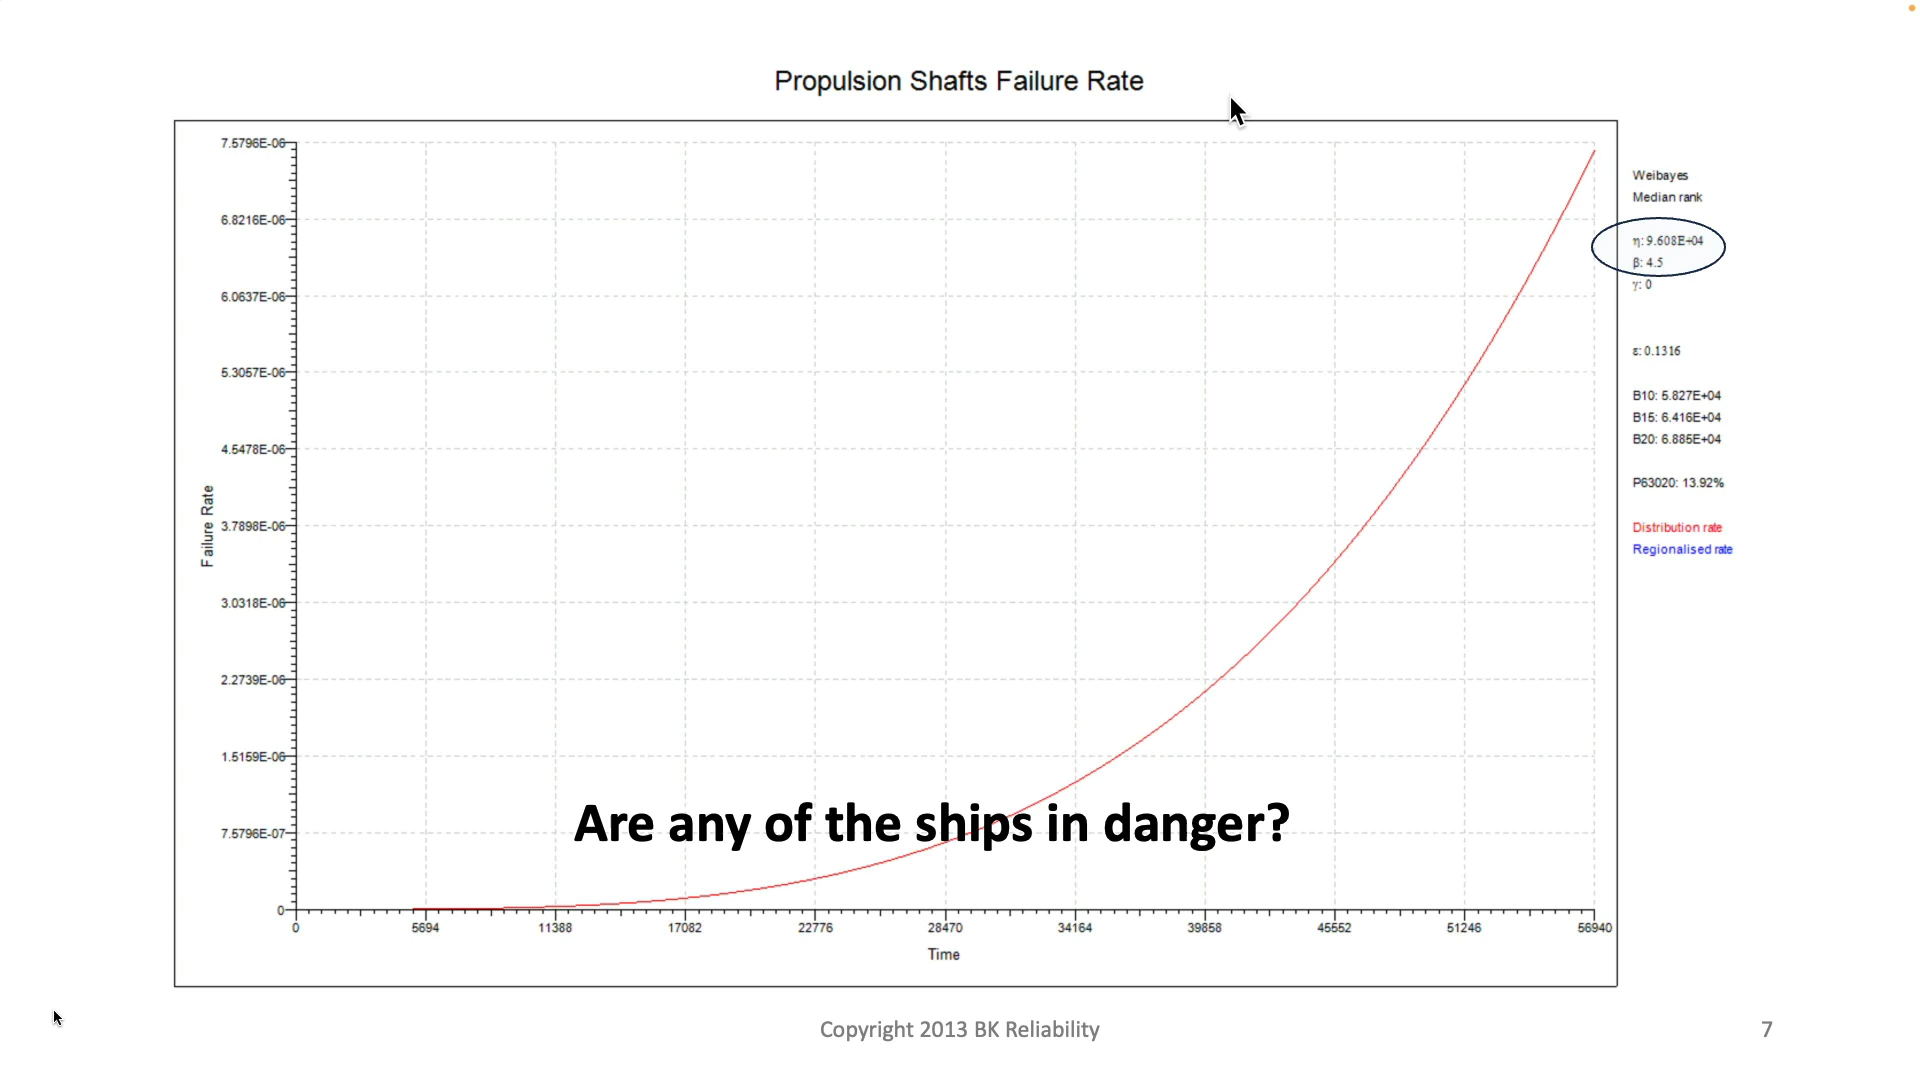 Propulsion Shafts Failure Rate
7.5796E-06
6.8216E-06
6.0637E-06
5.3057E-06
4.5478E-06
3.7898E-06
3.0318E-06
2.2739E-06
1.5159E-06
7.5796E-07
0
Failure Rate
0 5694 11388 17082 22776 28470 34164 39858 45552 51246 56940
Time
Weibayes
Median rank
η: 9.608E+04
β: 4.5
γ: 0
ε: 0.1316
B10: 5.827E+04
B15: 6.416E+04
B20: 6.885E+04
P63020: 13.92%
Distribution rate
Regionalised rate
Are any of the ships in danger?
Copyright 2013 BK Reliability
7